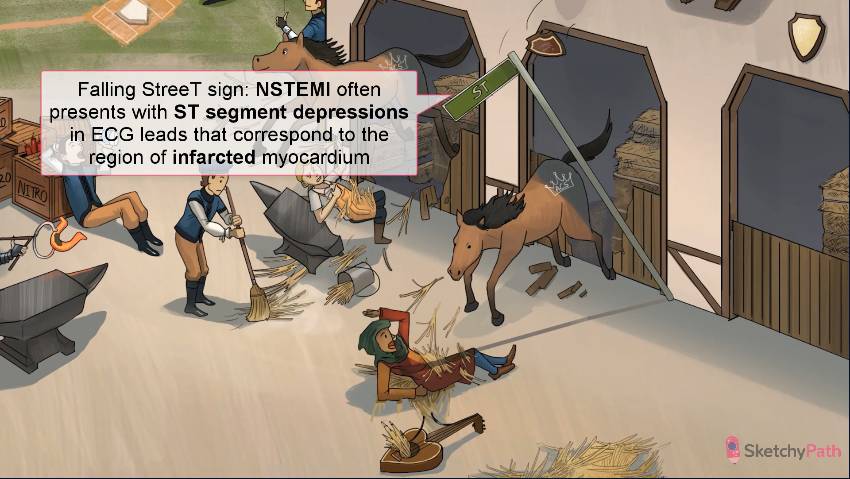 Falling StreeT sign: NSTEMI often
presents with ST segment depressions
in ECG leads that correspond to the
region of infarcted myocardium
ST
ACS
NITRO
SketchyPath